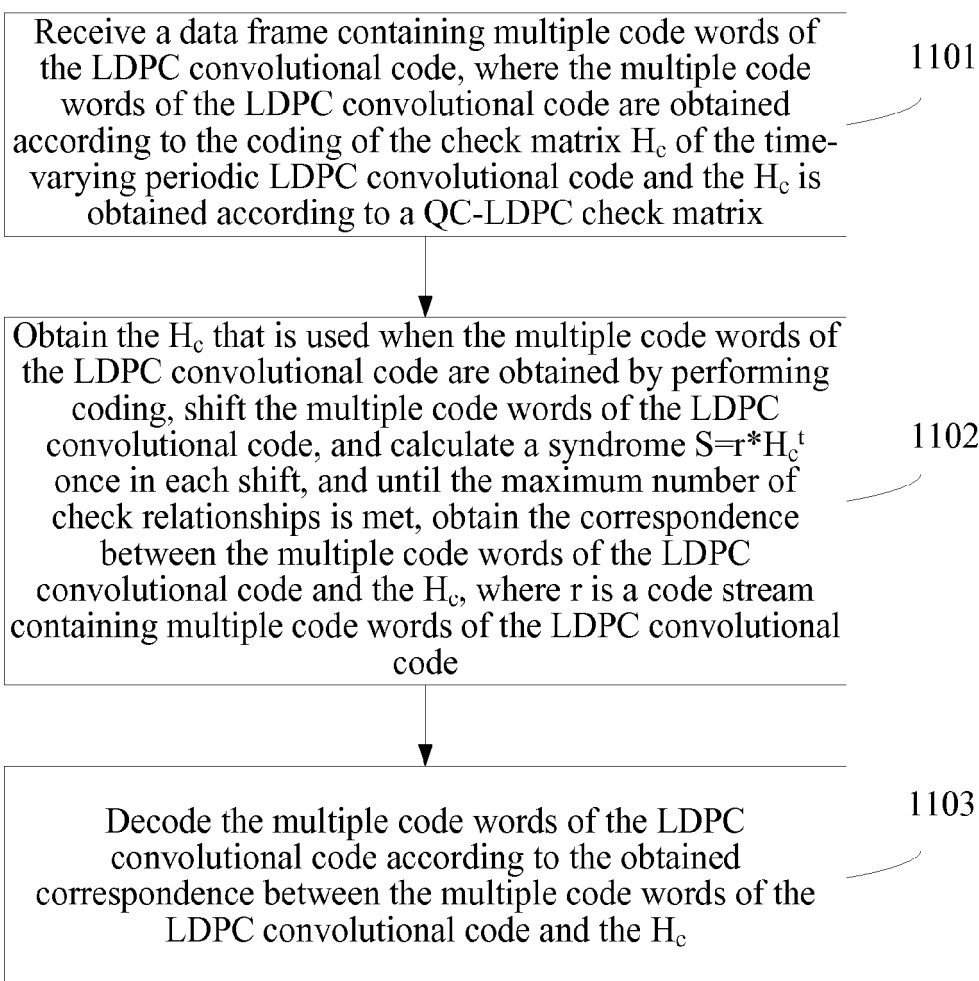 Receive a data frame containing multiple code words of
the LDPC convolutional code, where the multiple code
words of the LDPC convolutional code are obtained
according to the coding of the check matrix H_c of the time-
varying periodic LDPC convolutional code and the H_c is
obtained according to a QC-LDPC check matrix
1101
Obtain the H_c that is used when the multiple code words of
the LDPC convolutional code are obtained by performing
coding, shift the multiple code words of the LDPC
convolutional code, and calculate a syndrome S=r*H_c^t
once in each shift, and until the maximum number of
check relationships is met, obtain the correspondence
between the multiple code words of the LDPC
convolutional code and the H_c, where r is a code stream
containing multiple code words of the LDPC convolutional
code
1102
Decode the multiple code words of the LDPC
convolutional code according to the obtained
correspondence between the multiple code words of the
LDPC convolutional code and the H_c
1103